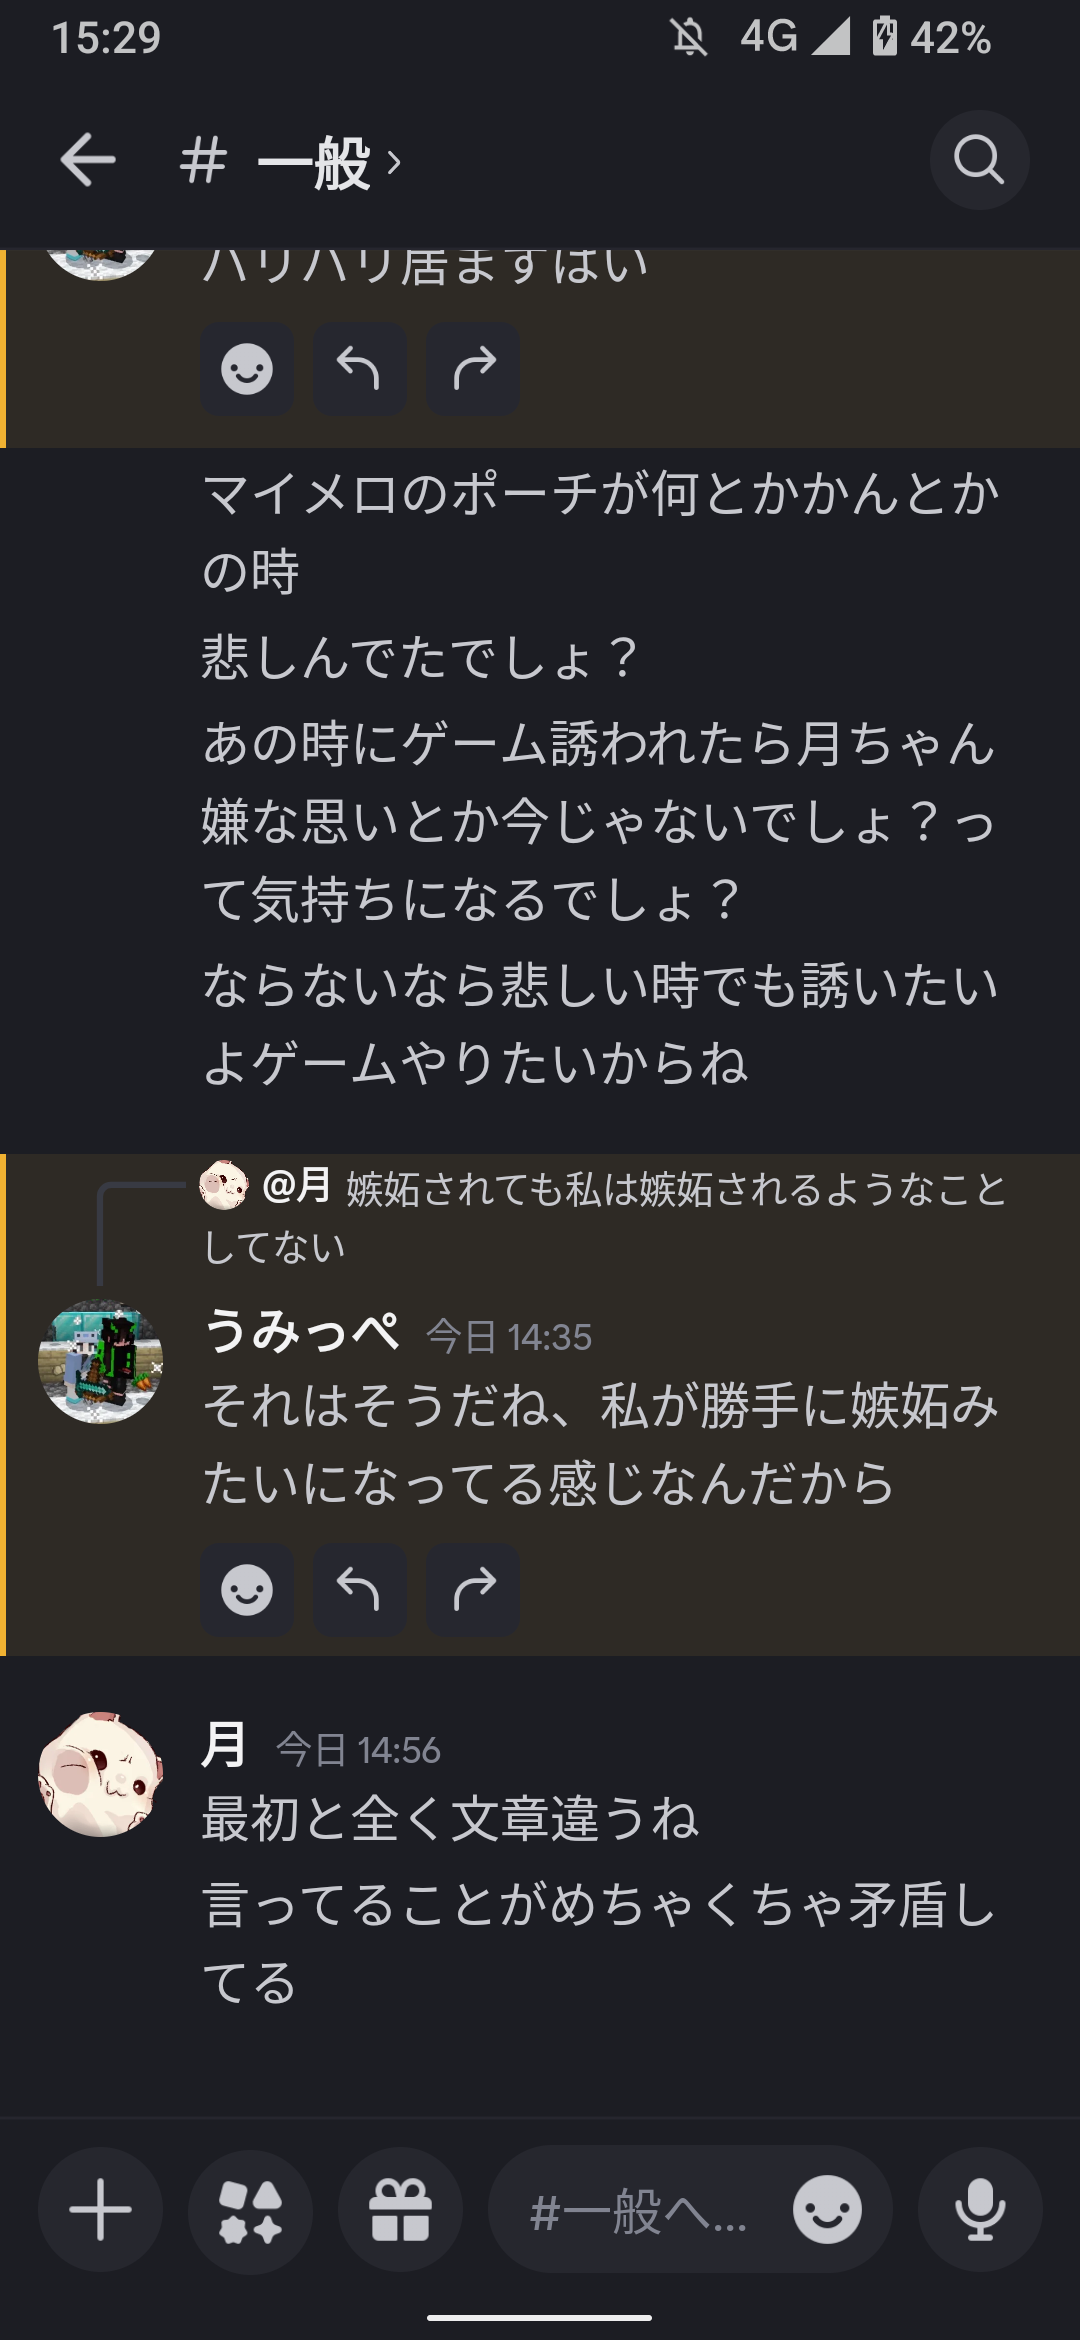 15:29 4G 42%
# 一般
居ますはい
マイメロのポーチが何とかかんとか
の時
悲しんでたでしょ？
あの時にゲーム誘われたら月ちゃん
嫌な思いとか今じゃないでしょ？っ
て気持ちになるでしょ？
ならないなら悲しい時でも誘いたい
よゲームやりたいからね
@月 嫉妬されても私は嫉妬されるようなこと
してない
うみっぺ 今日 14:35
それはそうだね、私が勝手に嫉妬み
たいになってる感じなんだから
月 今日 14:56
最初と全く文章違うね
言ってることがめちゃくちゃ矛盾し
てる
#一般へ...